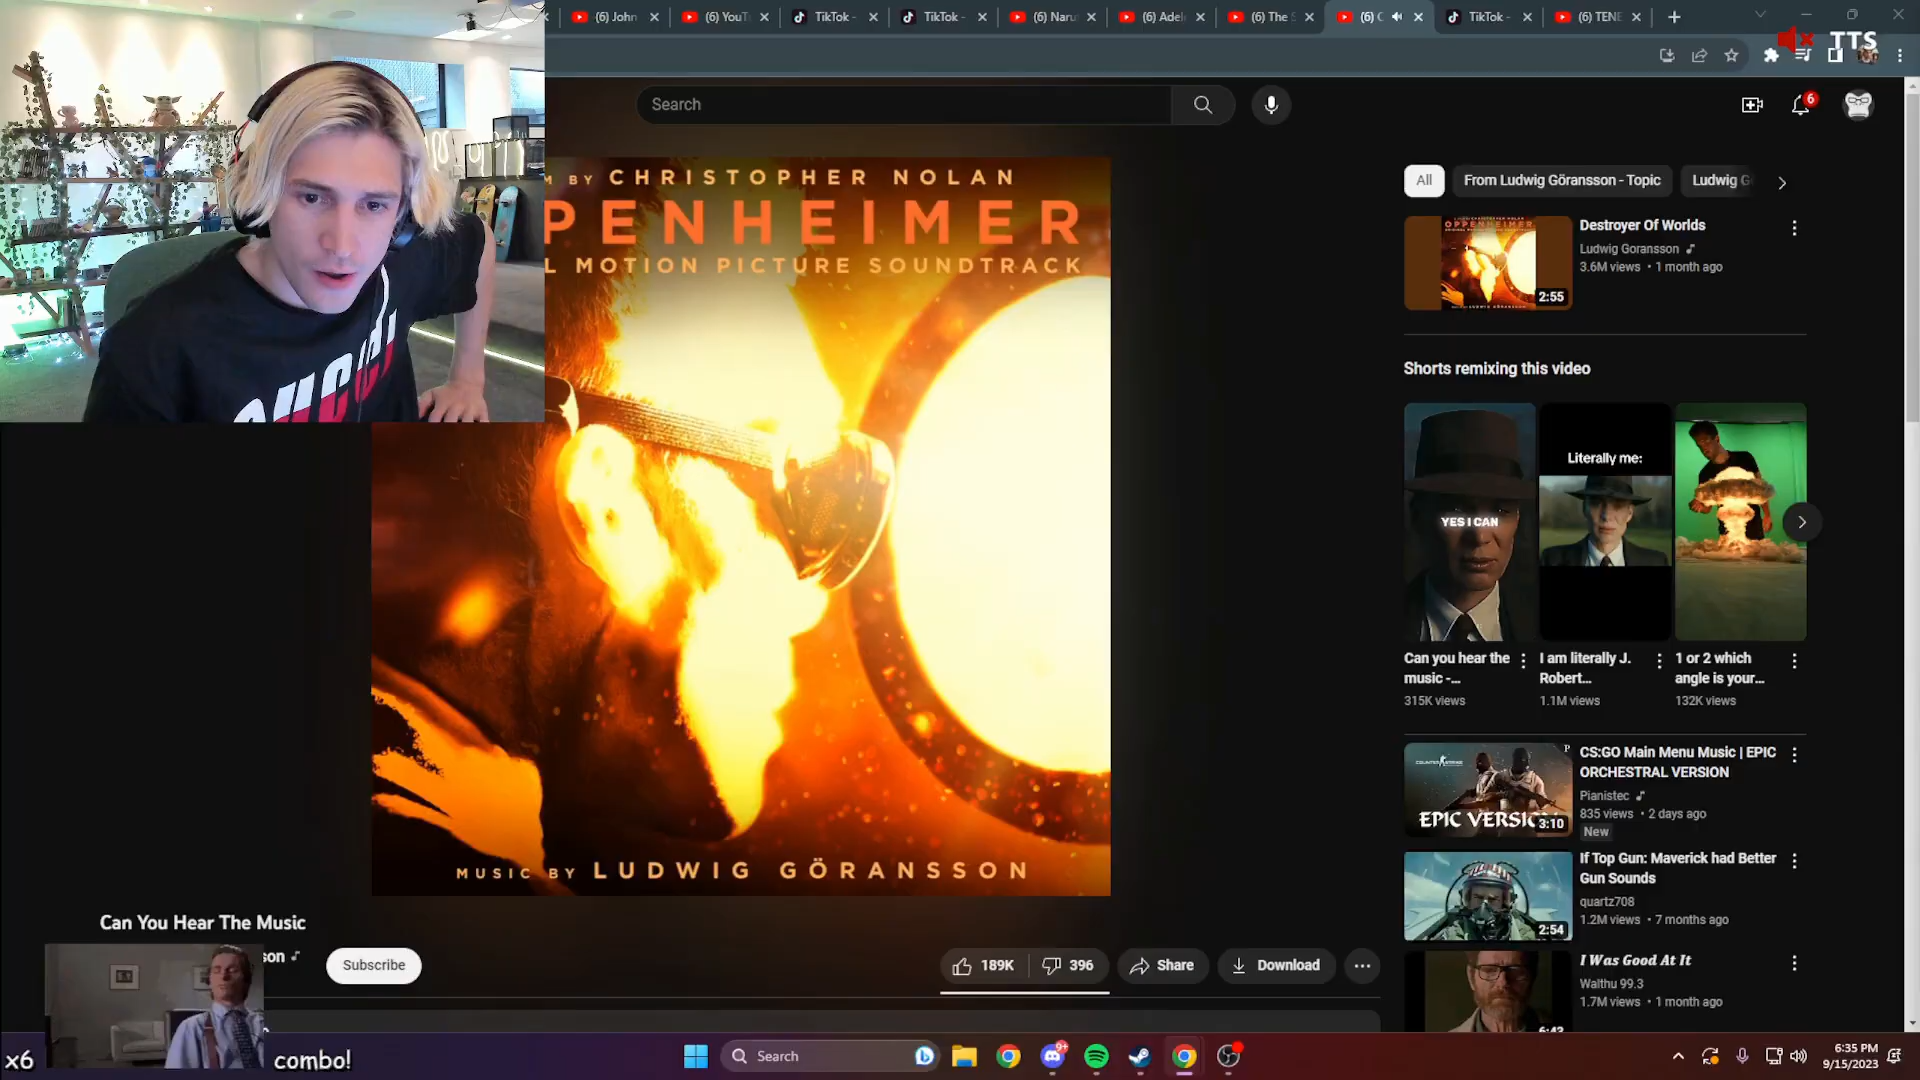 (6) John
(6) YouT
TikTok -
TikTok -
(6) Naru
(6) Adel
(6) The S
(6) C
TikTok -
(6) TENE
TTS
Search
6
M BY CHRISTOPHER NOLAN
PPENHEIMER
L MOTION PICTURE SOUNDTRACK
MUSIC BY LUDWIG GÖRANSSON
All
From Ludwig Göransson - Topic
Ludwig G
OPPENHEIMER
2:55
Destroyer Of Worlds
Ludwig Goransson
3.6M views • 1 month ago
Shorts remixing this video
YES I CAN
Literally me:
Can you hear the
music -...
315K views
I am literally J.
Robert...
1.1M views
1 or 2 which
angle is your...
132K views
EPIC VERSION
3:10
CS:GO Main Menu Music | EPIC
ORCHESTRAL VERSION
Pianistec
835 views • 2 days ago
New
2:54
If Top Gun: Maverick had Better
Gun Sounds
quartz708
1.2M views • 7 months ago
6:43
I Was Good At It
Walthu 99.3
1.7M views • 1 month ago
Can You Hear The Music
son
Subscribe
189K
396
Share
Download
x6
combo!
Search
9+
6:35 PM
9/15/2023